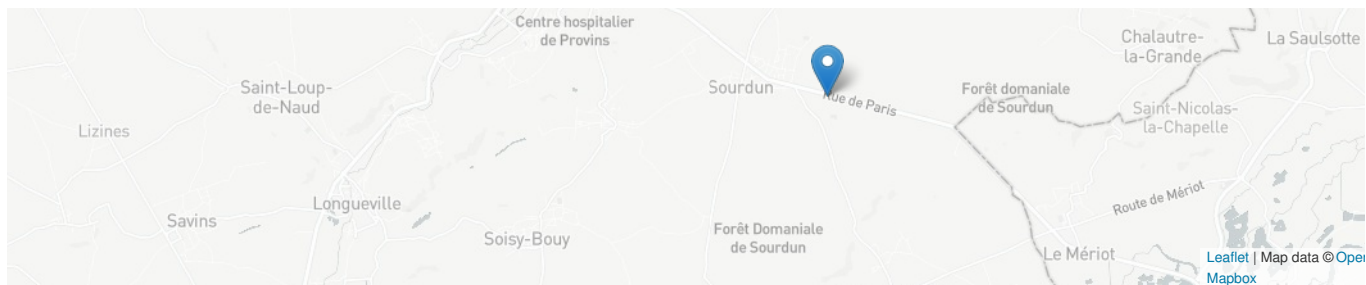 Centre hospitalier
de Provins
Chalautre-
la-Grande
La Saulsotte
Saint-Loup-
de-Naud
Sourdun
Rue de Paris
Forêt domaniale
de Sourdun
Saint-Nicolas-
la-Chapelle
Lizines
Longueville
Route de Mériot
Savins
Soisy-Bouy
Forêt Domaniale
de Sourdun
Le Mériot
Leaflet | Map data © Open
Mapbox